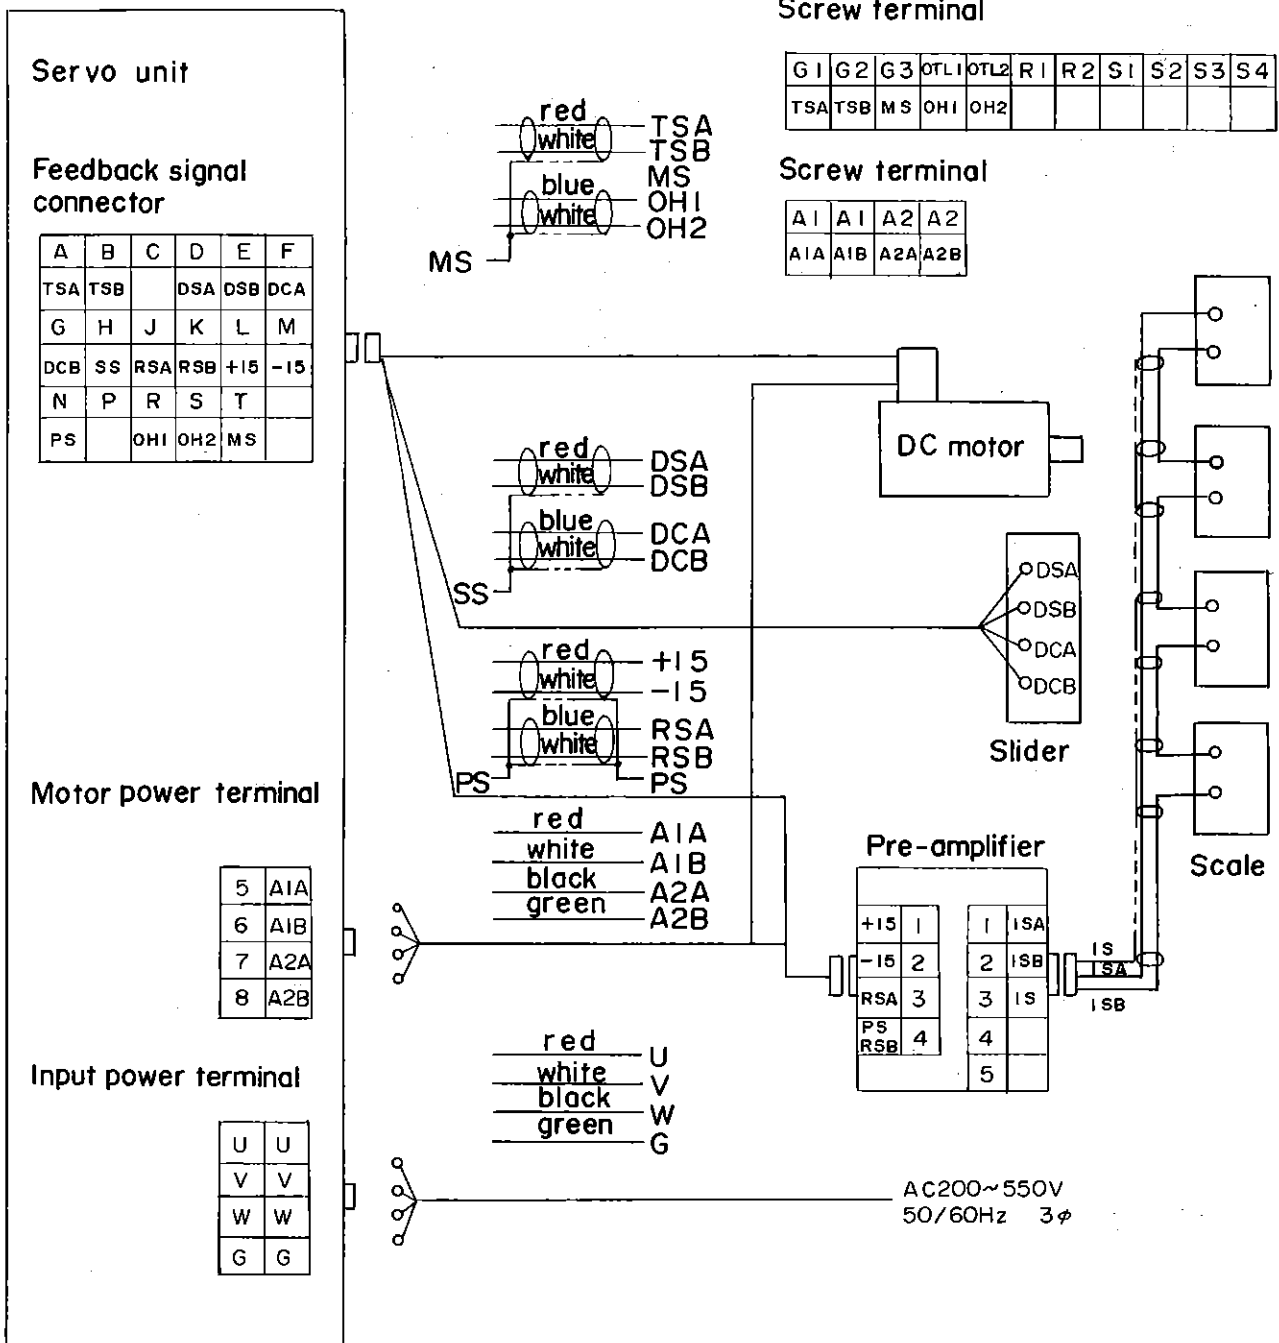 Screw terminal
G1 G2 G3 OTL1 OTL2 R1 R2 S1 S2 S3 S4
TSA TSB MS OH1 OH2
Screw terminal
A1 A1 A2 A2
A1A A1B A2A A2B
Servo unit
Feedback signal
connector
A B C D E F
TSA TSB DSA DSB DCA
G H J K L M
DCB SS RSA RSB +15 -15
N P R S T
PS OH1 OH2 MS
red TSA
white TSB
MS
blue OH1
white OH2
MS
DC motor
red DSA
white DSB
blue DCA
white DCB
SS
DSA
DSB
DCA
DCB
Slider
red +15
white -15
blue RSA
white RSB
PS PS
Motor power terminal
5 A1A
6 A1B
7 A2A
8 A2B
red A1A
white A1B
black A2A
green A2B
Pre-amplifier
+15 1 1 1SA
-15 2 2 1SB
RSA 3 3 1S
PS
RSB 4 4
5
1S
1SA
1SB
Scale
Input power terminal
U U
V V
W W
G G
red U
white V
black W
green G
AC200~550V
50/60Hz 3φ